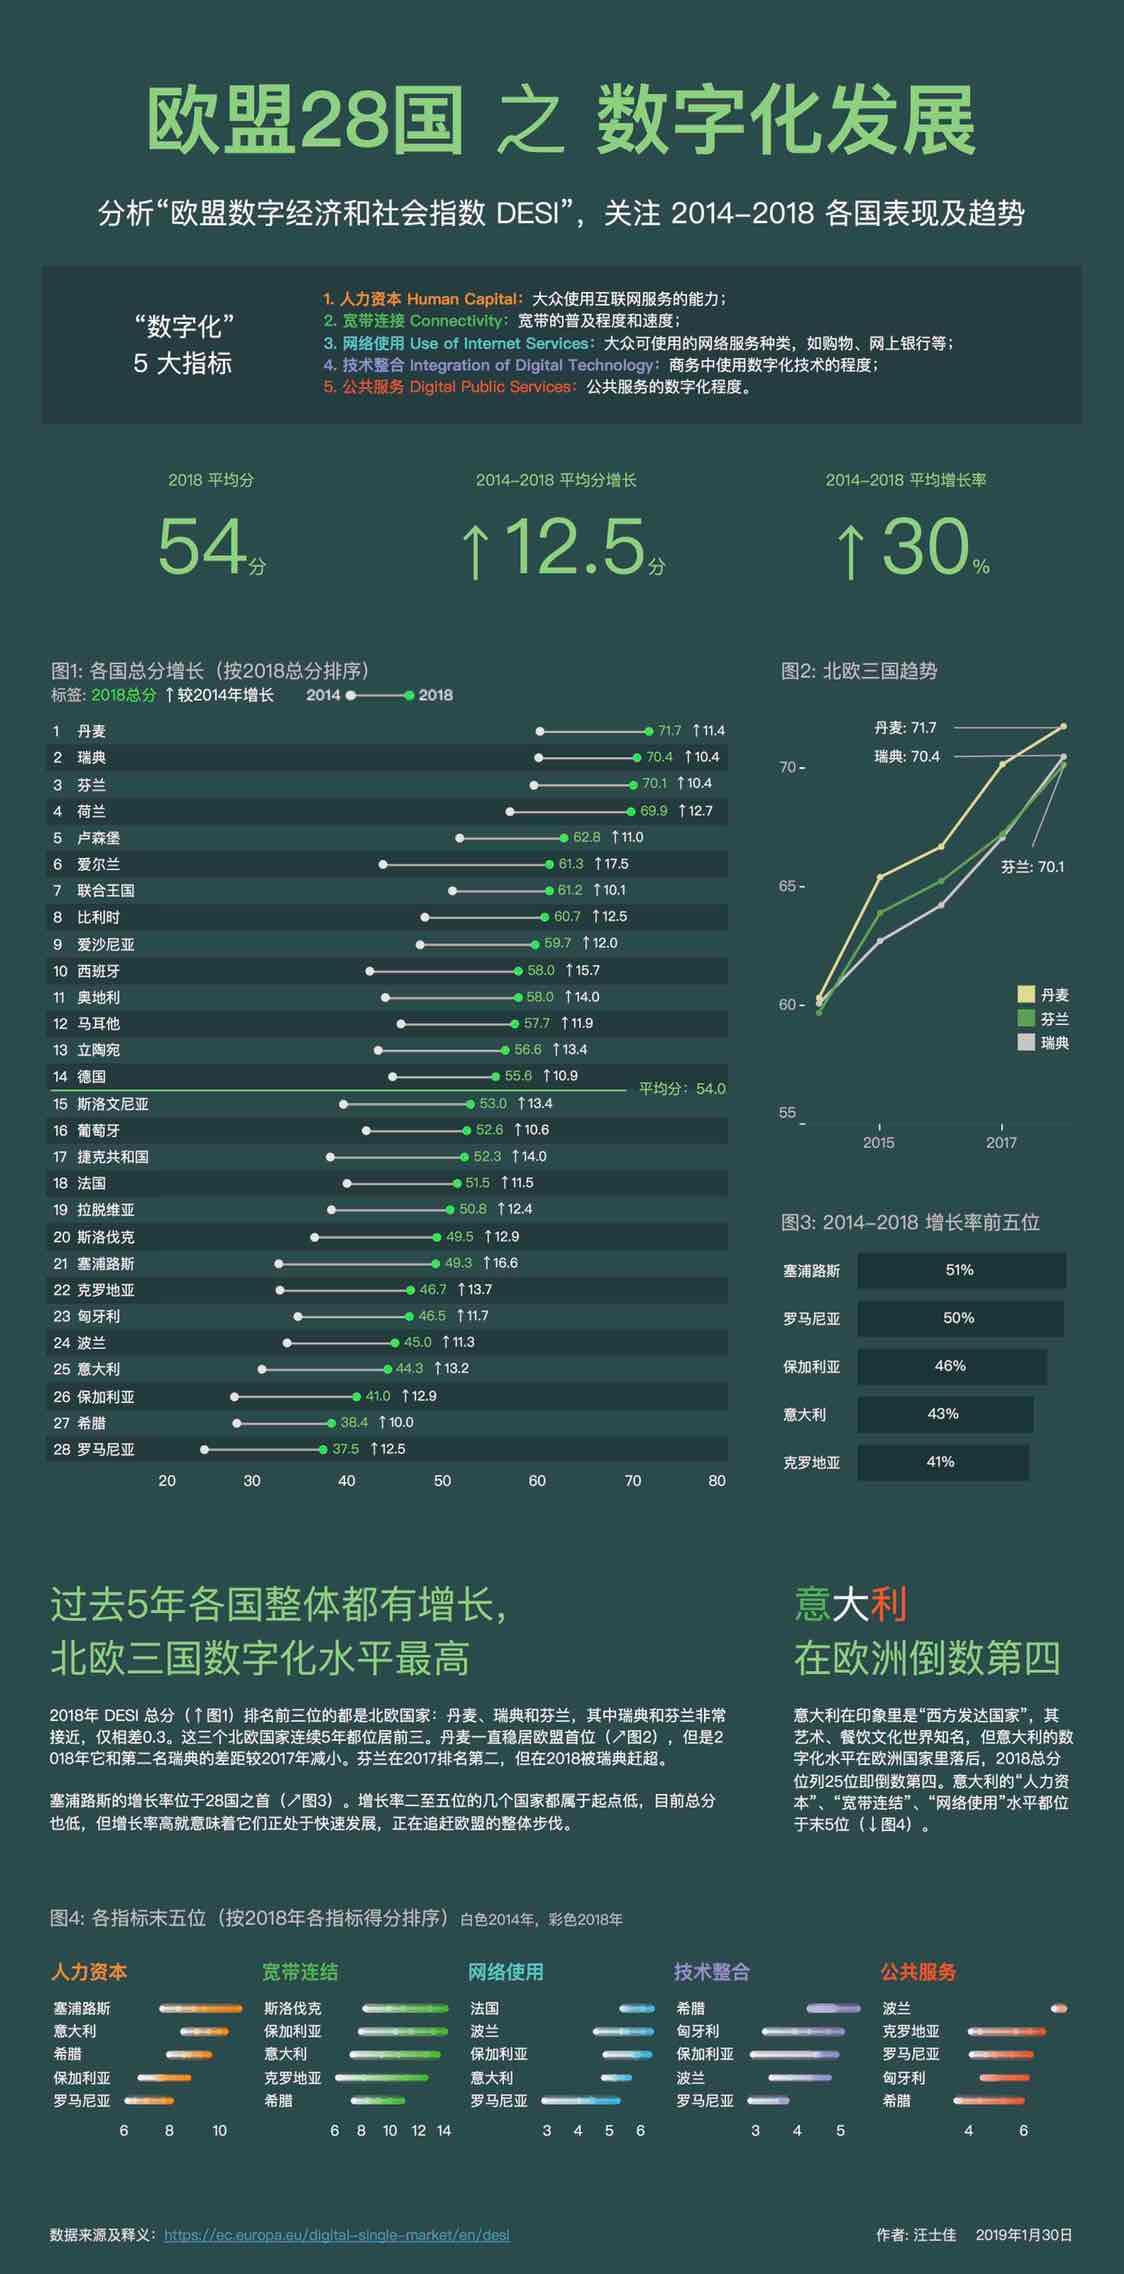 欧盟28国 之 数字化发展
分析“欧盟数字经济和社会指数 DESI”，关注 2014-2018 各国表现及趋势
“数字化”
5 大指标
1. 人力资本 Human Capital：大众使用互联网服务的能力；
2. 宽带连接 Connectivity：宽带的普及程度和速度；
3. 网络使用 Use of Internet Services：大众可使用的网络服务种类，如购物、网上银行等；
4. 技术整合 Integration of Digital Technology：商务中使用数字化技术的程度；
5. 公共服务 Digital Public Services：公共服务的数字化程度。
2018 平均分
54分
2014-2018 平均分增长
↑12.5分
2014-2018 平均增长率
↑30%
图1: 各国总分增长（按2018总分排序）
标签: 2018总分 ↑较2014年增长 2014 2018
1 丹麦 71.7 ↑11.4
2 瑞典 70.4 ↑10.4
3 芬兰 70.1 ↑10.4
4 荷兰 69.9 ↑12.7
5 卢森堡 62.8 ↑11.0
6 爱尔兰 61.3 ↑17.5
7 联合王国 61.2 ↑10.1
8 比利时 60.7 ↑12.5
9 爱沙尼亚 59.7 ↑12.0
10 西班牙 58.0 ↑15.7
11 奥地利 58.0 ↑14.0
12 马耳他 57.7 ↑11.9
13 立陶宛 56.6 ↑13.4
14 德国 55.6 ↑10.9
平均分：54.0
15 斯洛文尼亚 53.0 ↑13.4
16 葡萄牙 52.6 ↑10.6
17 捷克共和国 52.3 ↑14.0
18 法国 51.5 ↑11.5
19 拉脱维亚 50.8 ↑12.4
20 斯洛伐克 49.5 ↑12.9
21 塞浦路斯 49.3 ↑16.6
22 克罗地亚 46.7 ↑13.7
23 匈牙利 46.5 ↑11.7
24 波兰 45.0 ↑11.3
25 意大利 44.3 ↑13.2
26 保加利亚 41.0 ↑12.9
27 希腊 38.4 ↑10.0
28 罗马尼亚 37.5 ↑12.5
20 30 40 50 60 70 80
图2: 北欧三国趋势
丹麦: 71.7
瑞典: 70.4
70
芬兰: 70.1
65
60
丹麦
芬兰
瑞典
55
2015 2017
图3: 2014-2018 增长率前五位
塞浦路斯 51%
罗马尼亚 50%
保加利亚 46%
意大利 43%
克罗地亚 41%
过去5年各国整体都有增长，
北欧三国数字化水平最高
2018年 DESI 总分（↑图1）排名前三位的都是北欧国家：丹麦、瑞典和芬兰，其中瑞典和芬兰非常
接近，仅相差0.3。这三个北欧国家连续5年都位居前三。丹麦一直稳居欧盟首位（↗图2），但是2
018年它和第二名瑞典的差距较2017年减小。芬兰在2017排名第二，但在2018被瑞典赶超。
塞浦路斯的增长率位于28国之首（↗图3）。增长率二至五位的几个国家都属于起点低，目前总分
也低，但增长率高就意味着它们正处于快速发展，正在追赶欧盟的整体步伐。
意大利
在欧洲倒数第四
意大利在印象里是“西方发达国家”，其
艺术、餐饮文化世界知名，但意大利的数
字化水平在欧洲国家里落后，2018总分
位列25位即倒数第四。意大利的“人力资
本”、“宽带连结”、“网络使用”水平都位
于末5位（↓图4）。
图4: 各指标末五位（按2018年各指标得分排序）白色2014年，彩色2018年
人力资本
塞浦路斯
意大利
希腊
保加利亚
罗马尼亚
6 8 10
宽带连结
斯洛伐克
保加利亚
意大利
克罗地亚
希腊
6 8 10 12 14
网络使用
法国
波兰
保加利亚
意大利
罗马尼亚
3 4 5 6
技术整合
希腊
匈牙利
保加利亚
波兰
罗马尼亚
3 4 5
公共服务
波兰
克罗地亚
罗马尼亚
匈牙利
希腊
4 6
数据来源及释义：https://ec.europa.eu/digital-single-market/en/desi
作者: 汪士佳 2019年1月30日